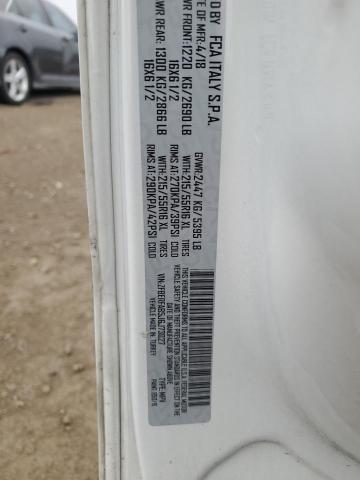 D BY FCA ITALY S.P.A.
DATE OF MFR: 4/18
WR FRONT: 1220 KG/2690 LB
16X6 1/2
WR REAR: 1300 KG/2866 LB
16X6 1/2
GVWR: 2447 KG/5395 LB
WITH: 215/55R16 XL TIRES
RIMS AT: 270KPA/39PSI COLD
WITH: 215/55R16 XL TIRES
RIMS AT: 290KPA/42PSI COLD
THIS VEHICLE CONFORMS TO ALL APPLICABLE U.S.A. FEDERAL MOTOR
VEHICLE SAFETY AND THEFT PREVENTION STANDARDS IN EFFECT ON THE
DATE OF MANUFACTURE SHOWN ABOVE.
VEHICLE MADE IN: TURKEY
TYPE: MPV